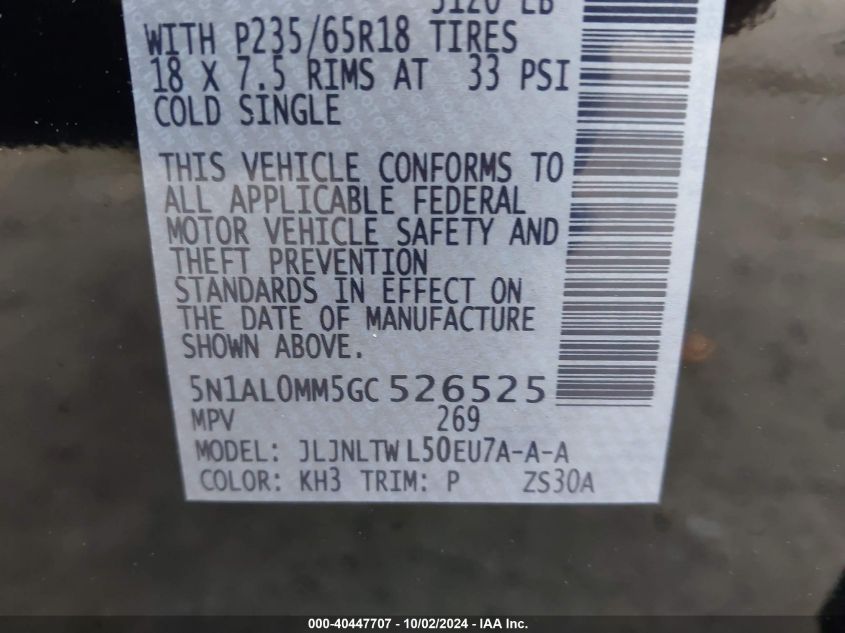 WITH P235/65R18 TIRES
18 X 7.5 RIMS AT 33 PSI
COLD SINGLE
THIS VEHICLE CONFORMS TO
ALL APPLICABLE FEDERAL
MOTOR VEHICLE SAFETY AND
THEFT PREVENTION
STANDARDS IN EFFECT ON
THE DATE OF MANUFACTURE
SHOWN ABOVE.
5N1AL0MM5GC526525
MPV 269
MODEL: JLJNLTW L50EU7A-A-A
COLOR: KH3 TRIM: P ZS30A
000-40447707 - 10/02/2024 - IAA Inc.